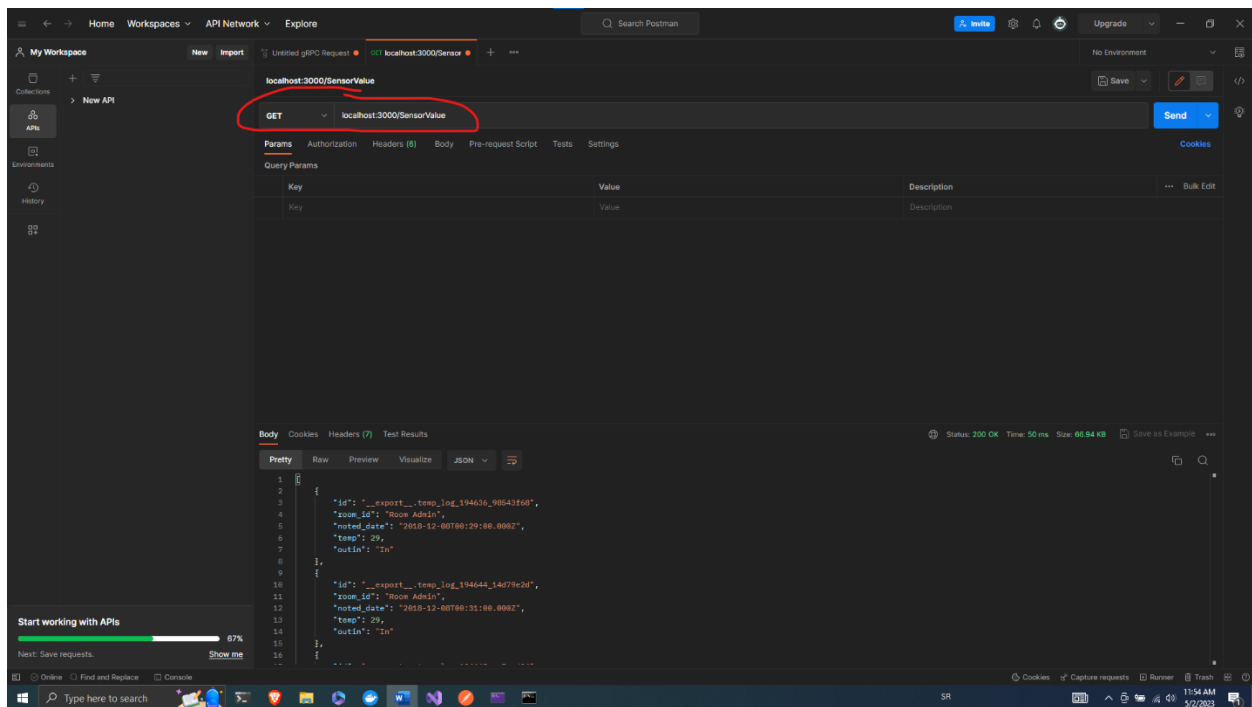 Home Workspaces API Network Explore Search Postman Invite Upgrade
My Workspace New Import Untitled gRPC Request GET localhost:3000/Sensor No Environment
Collections
APIs
Environments
History
New API
localhost:3000/SensorValue Save
GET localhost:3000/SensorValue Send
Params Authorization Headers (6) Body Pre-request Script Tests Settings Cookies
Query Params
Key Value Description Bulk Edit
Key Value Description
Body Cookies Headers (7) Test Results Status: 200 OK Time: 50 ms Size: 66.94 KB Save as Example
Pretty Raw Preview Visualize JSON
1 [
2 {
3 "id": "__export__.temp_log_194636_98543f68",
4 "room_id": "Room Admin",
5 "noted_date": "2018-12-08T00:29:00.000Z",
6 "temp": 29,
7 "outin": "In"
8 },
9 {
10 "id": "__export__.temp_log_194644_14d79e2d",
11 "room_id": "Room Admin",
12 "noted_date": "2018-12-08T00:31:00.000Z",
13 "temp": 29,
14 "outin": "In"
15 },
16 {
Start working with APIs
67%
Next: Save requests. Show me
Online Find and Replace Console Cookies Capture requests Runner Trash
Type here to search SR 11:54 AM
5/2/2023